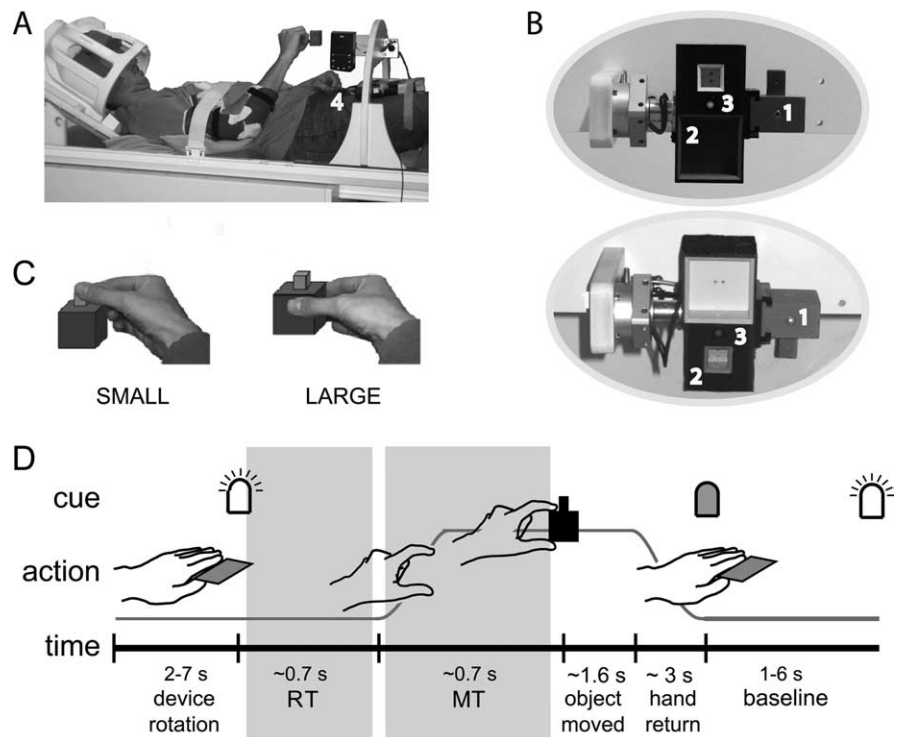 A
4
B
3
1
2
1
3
2
C
SMALL LARGE
D
cue
action
time
2-7 s ~0.7 s ~0.7 s ~1.6 s ~ 3 s 1-6 s
device RT MT object hand baseline
rotation moved return